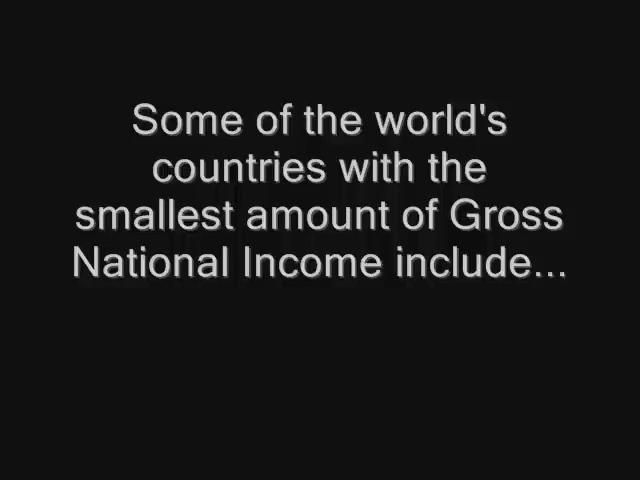 Some of the world's
countries with the
smallest amount of Gross
National Income include...